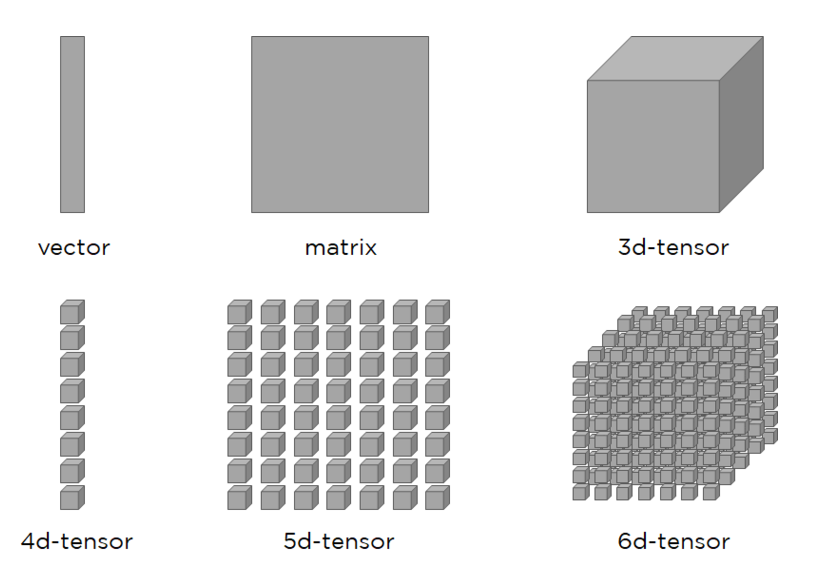 vector
matrix
3d-tensor
4d-tensor
5d-tensor
6d-tensor